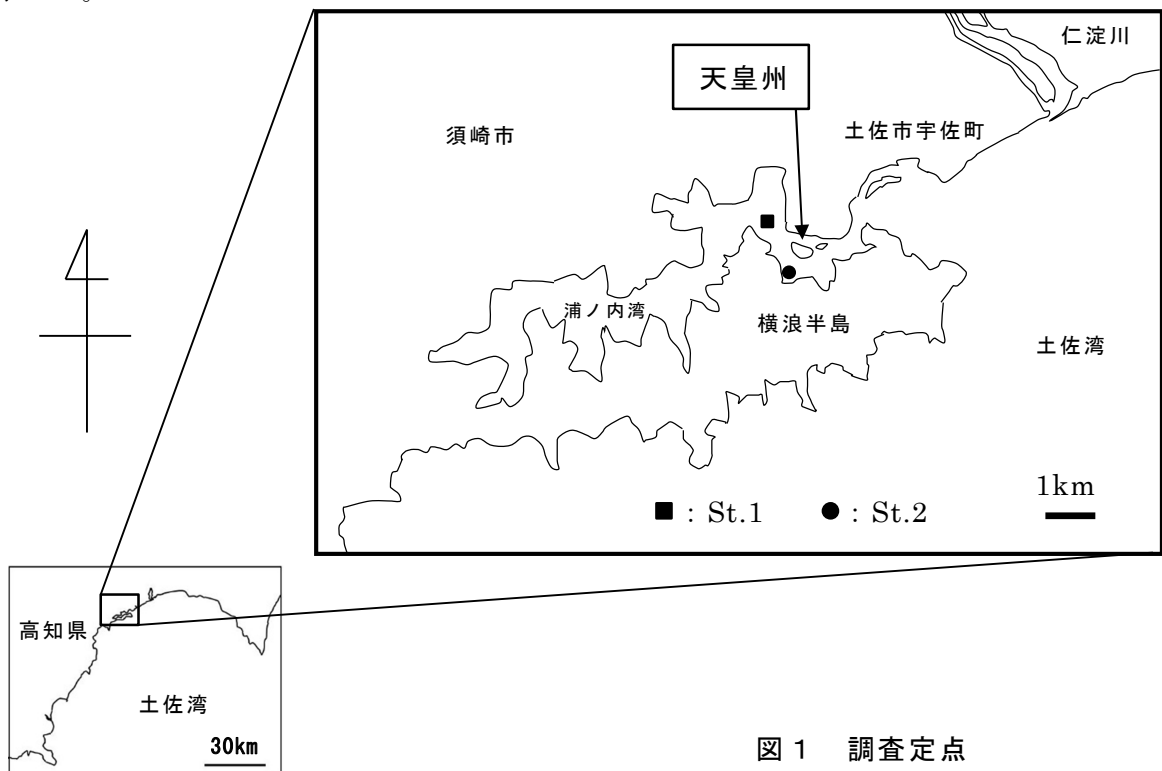 仁淀川
天皇州
土佐市宇佐町
須崎市
浦ノ内湾
横浪半島
土佐湾
■ : St.1 ● : St.2
1km
高知県
土佐湾
30km
図1 調査定点